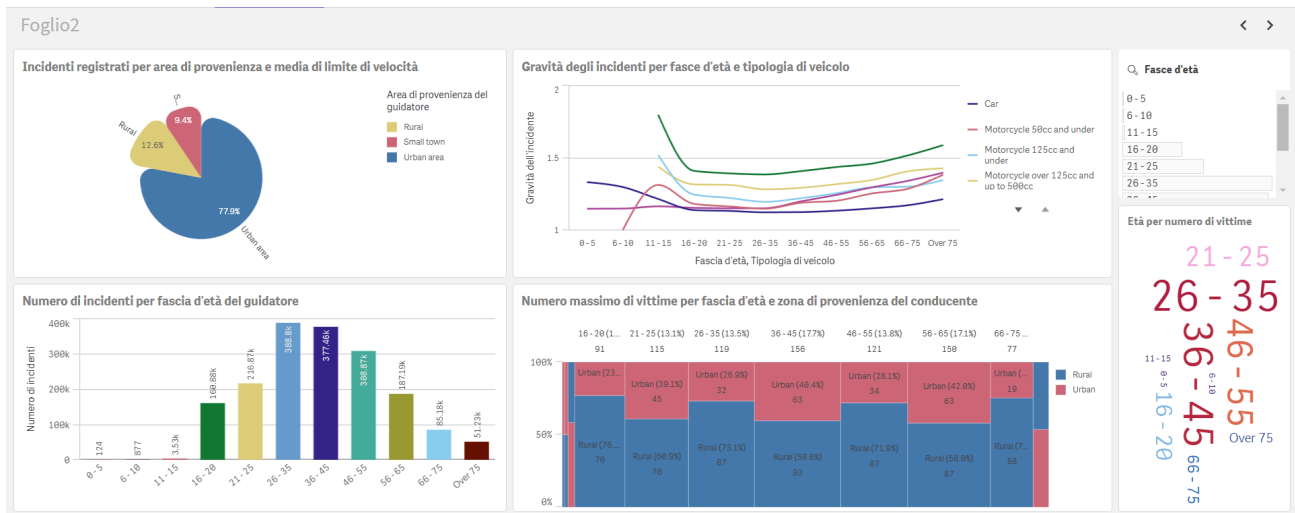 Foglio2
Incidenti registrati per area di provenienza e media di limite di velocità
Area di provenienza del
guidatore
Rural
Small town
Urban area
S...
9.4%
Rural
12.6%
77.9%
Urban area
Gravità degli incidenti per fasce d'età e tipologia di veicolo
Gravità dell'incidente
2
1.5
1
0-5
6-10
11-15
16-20
21-25
26-35
36-45
46-55
56-65
66-75
Over 75
Fascia d'età, Tipologia di veicolo
Car
Motorcycle 50cc and under
Motorcycle 125cc and
under
Motorcycle over 125cc and
up to 500cc
Fasce d'età
0-5
6-10
11-15
16-20
21-25
26-35
Età per numero di vittime
21-25
26-35
36-45
46-55
11-15
0-5
6-10
16-20
Over 75
66-75
Numero di incidenti per fascia d'età del guidatore
Numero di incidenti
400k
300k
200k
100k
0
124
877
3.53k
160.88k
216.87k
388.8k
377.46k
308.87k
187.19k
85.18k
51.23k
0-5
6-10
11-15
16-20
21-25
26-35
36-45
46-55
56-65
66-75
Over 75
Numero massimo di vittime per fascia d'età e zona di provenienza del conducente
16-20 (1...
21-25 (13.1%)
26-35 (13.5%)
36-45 (17.7%)
46-55 (13.8%)
56-65 (17.1%)
66-75 ...
91
115
119
156
121
150
77
100%
50%
0%
Urban (23...
Urban (39.1%)
45
Urban (26.9%)
32
Urban (40.4%)
63
Urban (28.1%)
34
Urban (42.0%)
63
Urban (...
19
Rural (76...
70
Rural (60.9%)
70
Rural (73.1%)
87
Rural (59.6%)
93
Rural (71.9%)
87
Rural (58.0%)
87
Rural (7...
58
Rural
Urban